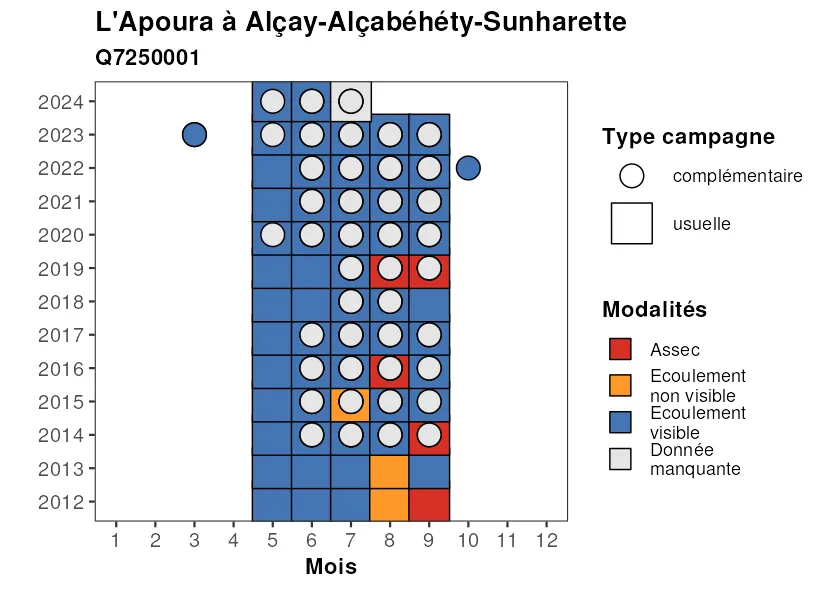 L'Apoura à Alçay-Alçabéhéty-Sunharette
Q7250001
2024
2023
2022
2021
2020
2019
2018
2017
2016
2015
2014
2013
2012
1 2 3 4 5 6 7 8 9 10 11 12
Mois
Type campagne
complémentaire
usuelle
Modalités
Assec
Ecoulement
non visible
Ecoulement
visible
Donnée
manquante